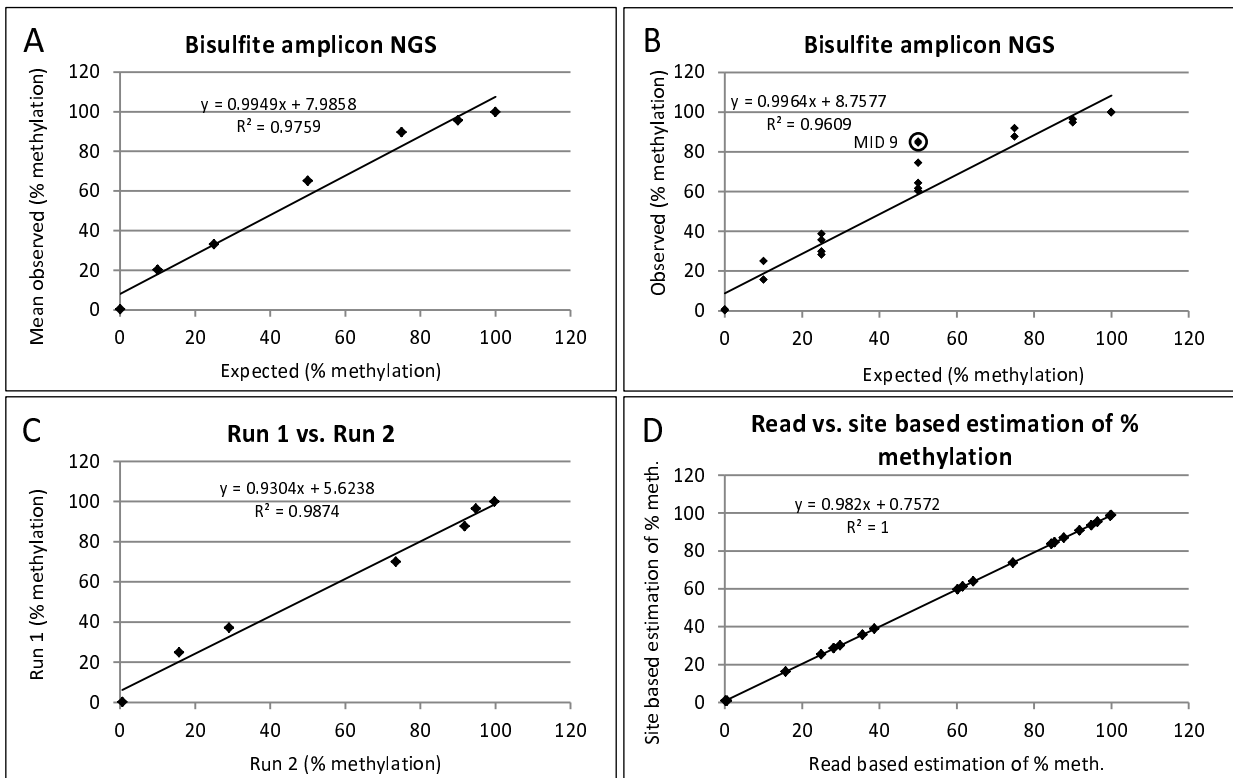 A
Bisulfite amplicon NGS
y = 0.9949x + 7.9858
R² = 0.9759
Mean observed (% methylation)
120
100
80
60
40
20
0
0 20 40 60 80 100 120
Expected (% methylation)
B
Bisulfite amplicon NGS
y = 0.9964x + 8.7577
R² = 0.9609
MID 9
Observed (% methylation)
120
100
80
60
40
20
0
0 20 40 60 80 100 120
Expected (% methylation)
C
Run 1 vs. Run 2
y = 0.9304x + 5.6238
R² = 0.9874
Run 1 (% methylation)
120
100
80
60
40
20
0
0 20 40 60 80 100 120
Run 2 (% methylation)
D
Read vs. site based estimation of %
methylation
y = 0.982x + 0.7572
R² = 1
Site based estimation of % meth.
120
100
80
60
40
20
0
0 20 40 60 80 100 120
Read based estimation of % meth.